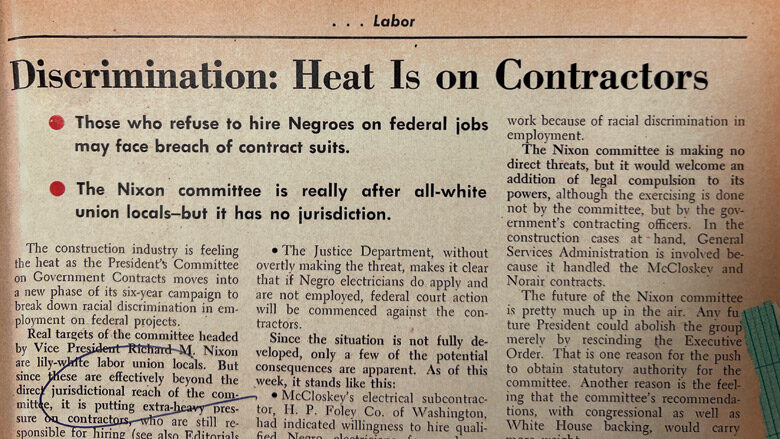 . . . Labor
Discrimination: Heat Is on Contractors
• Those who refuse to hire Negroes on federal jobs
may face breach of contract suits.
• The Nixon committee is really after all-white
union locals—but it has no jurisdiction.
The construction industry is feeling
the heat as the President's Committee
on Government Contracts moves into
a new phase of its six-year campaign to
break down racial discrimination in em-
ployment on federal projects.
Real targets of the committee headed
by Vice President Richard M. Nixon
are lily-white labor union locals. But
since these are effectively beyond the
direct jurisdictional reach of the com-
mittee, it is putting extra-heavy pres-
sure on contractors, who are still re-
sponsible for hiring (see also Editorials
• The Justice Department, without
overtly making the threat, makes it clear
that if Negro electricians do apply and
are not employed, federal court action
will be commenced against the con-
tractors.
Since the situation is not fully de-
veloped, only a few of the potential
consequences are apparent. As of this
week, it stands like this:
• McCloskey's electrical subcontrac-
tor, H. P. Foley Co. of Washington,
had indicated willingness to hire quali-
fied Negro electricians
work because of racial discrimination in
employment.
The Nixon committee is making no
direct threats, but it would welcome an
addition of legal compulsion to its
powers, although the exercising is done
not by the committee, but by the gov-
ernment's contracting officers. In the
construction cases at hand, General
Services Administration is involved be-
cause it handled the McCloskey and
Norair contracts.
The future of the Nixon committee
is pretty much up in the air. Any fu
ture President could abolish the group
merely by rescinding the Executive
Order. That is one reason for the push
to obtain statutory authority for the
committee. Another reason is the feel-
ing that the committee's recommenda-
tions, with congressional as well as
White House backing, would carry
more weight